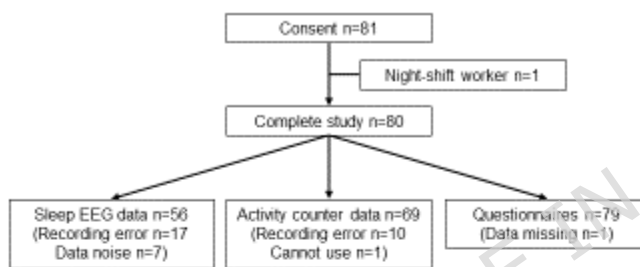 Consent n=81
Night-shift worker n=1
Complete study n=80
Sleep EEG data n=56
(Recording error n=17
Data noise n=7)
Activity counter data n=69
(Recording error n=10
Cannot use n=1)
Questionnaires n=79
(Data missing n=1)
E IN